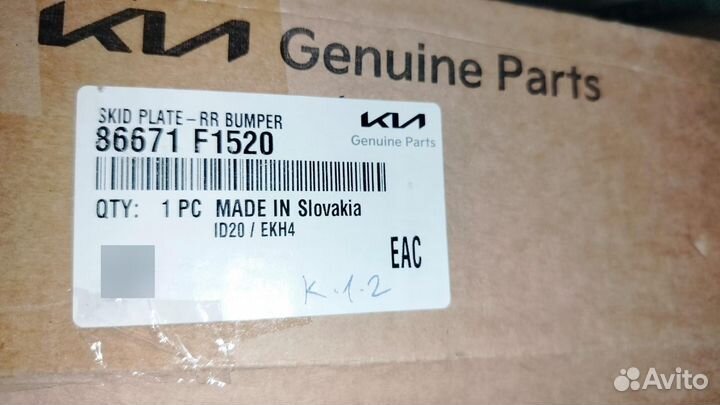 KIA Genuine Parts
SKID PLATE-RR BUMPER
86671 F1520
KIA
Genuine Parts
QTY: 1 PC MADE IN Slovakia
ID20 / EKH4
EAC
K.1.2
Avito